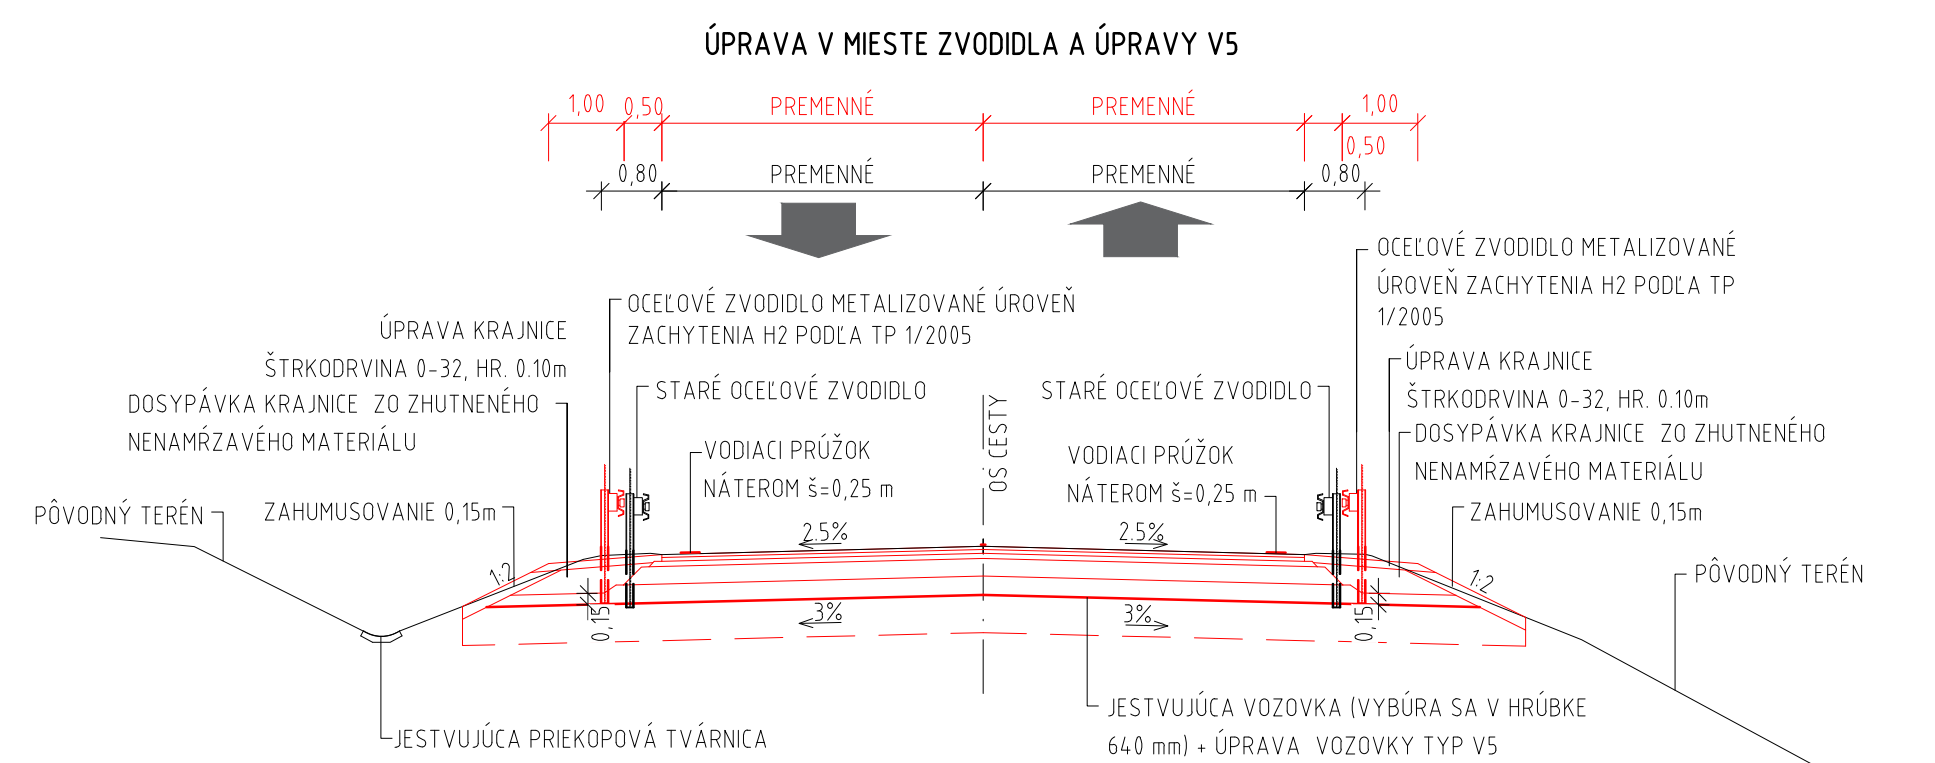 ÚPRAVA V MIESTE ZVODIDLA A ÚPRAVY V5
1,00
0,50
PREMENNÉ
PREMENNÉ
1,00
0,50
0,80
PREMENNÉ
PREMENNÉ
0,80
OCEĽOVÉ ZVODIDLO METALIZOVANÉ
ÚROVEŇ ZACHYTENIA H2 PODĽA TP
1/2005
OCEĽOVÉ ZVODIDLO METALIZOVANÉ ÚROVEŇ
ZACHYTENIA H2 PODĽA TP 1/2005
ÚPRAVA KRAJNICE
ŠTRKODRVINA 0-32, HR. 0.10m
DOSYPÁVKA KRAJNICE ZO ZHUTNENÉHO
NENAMŔZAVÉHO MATERIÁLU
ÚPRAVA KRAJNICE
ŠTRKODRVINA 0-32, HR. 0.10m
DOSYPÁVKA KRAJNICE ZO ZHUTNENÉHO
NENAMŔZAVÉHO MATERIÁLU
STARÉ OCEĽOVÉ ZVODIDLO
STARÉ OCEĽOVÉ ZVODIDLO
OS CESTY
VODIACI PRÚŽOK
NÁTEROM š=0,25 m
VODIACI PRÚŽOK
NÁTEROM š=0,25 m
PÔVODNÝ TERÉN
ZAHUMUSOVANIE 0,15m
ZAHUMUSOVANIE 0,15m
2.5%
2.5%
1:2
1:2
PÔVODNÝ TERÉN
3%
3%
0,15
0,15
JESTVUJÚCA PRIEKOPOVÁ TVÁRNICA
JESTVUJÚCA VOZOVKA (VYBÚRA SA V HRÚBKE
640 mm) + ÚPRAVA VOZOVKY TYP V5